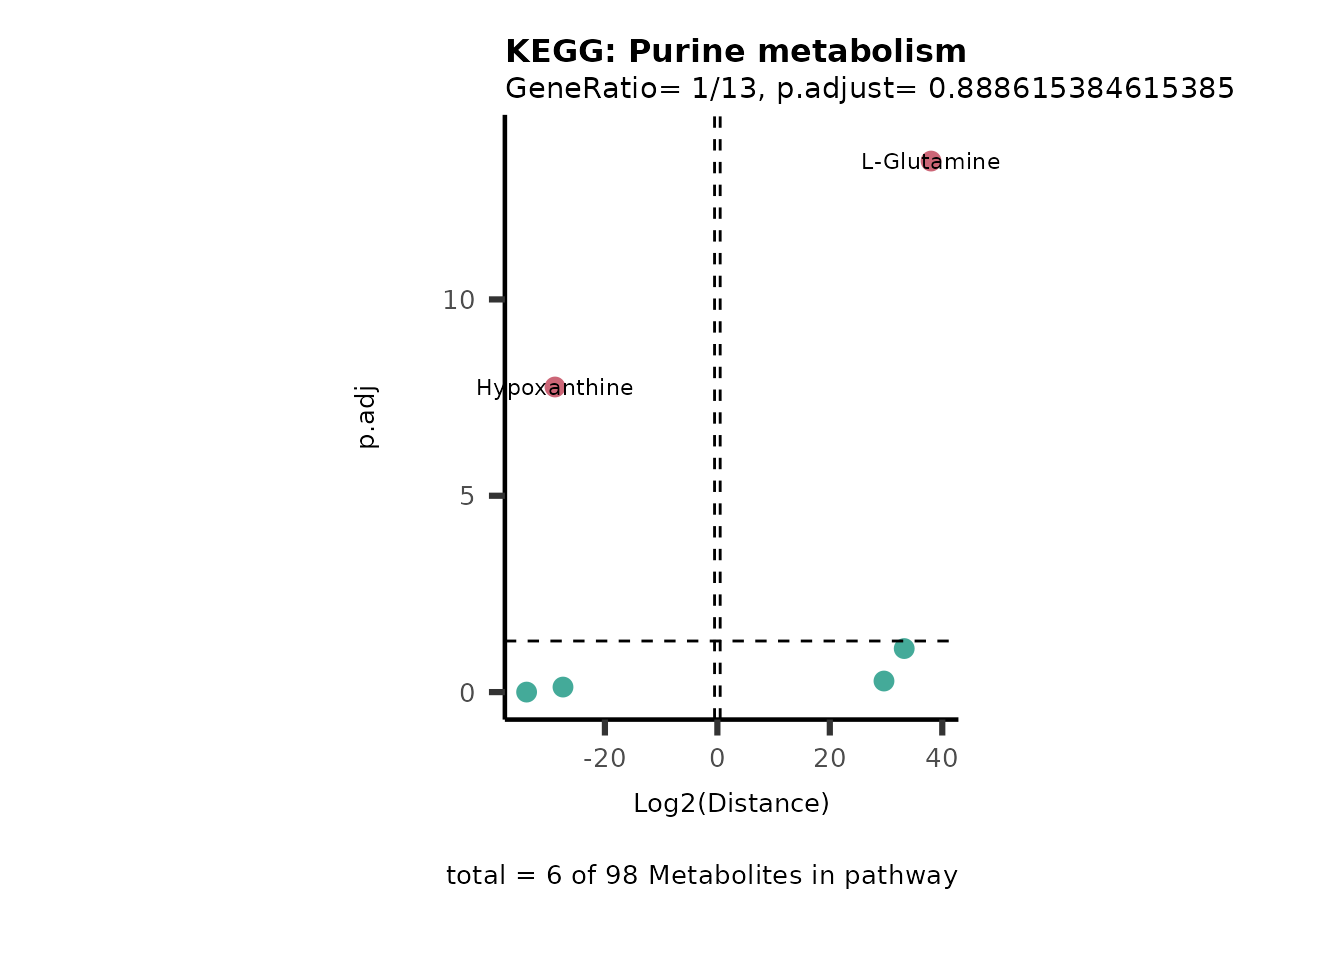 KEGG: Purine metabolism
GeneRatio= 1/13, p.adjust= 0.888615384615385
L-Glutamine
10
Hypoxanthine
p.adj
5
0
-20 0 20 40
Log2(Distance)
total = 6 of 98 Metabolites in pathway